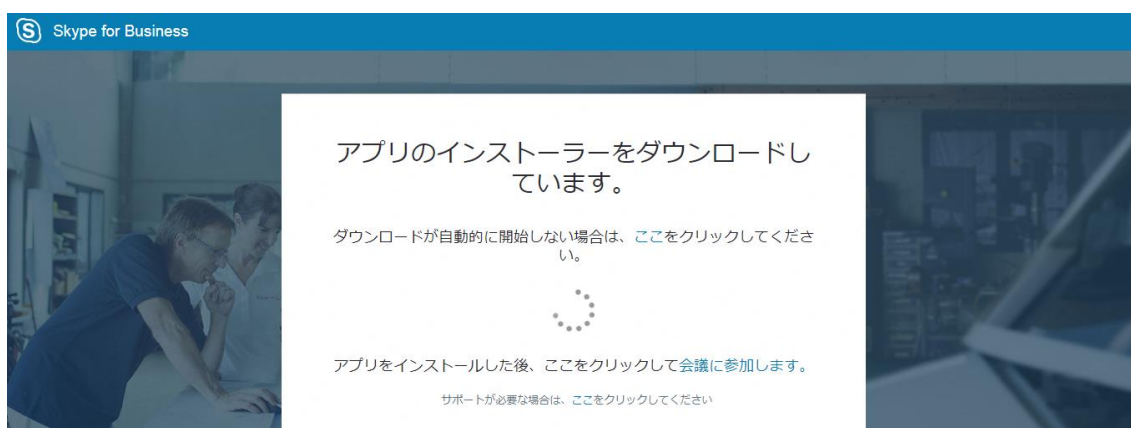 Skype for Business
アプリのインストーラーをダウンロードし
ています。
ダウンロードが自動的に開始しない場合は、ここをクリックしてくださ
い。
アプリをインストールした後、ここをクリックして会議に参加します。
サポートが必要な場合は、ここをクリックしてください